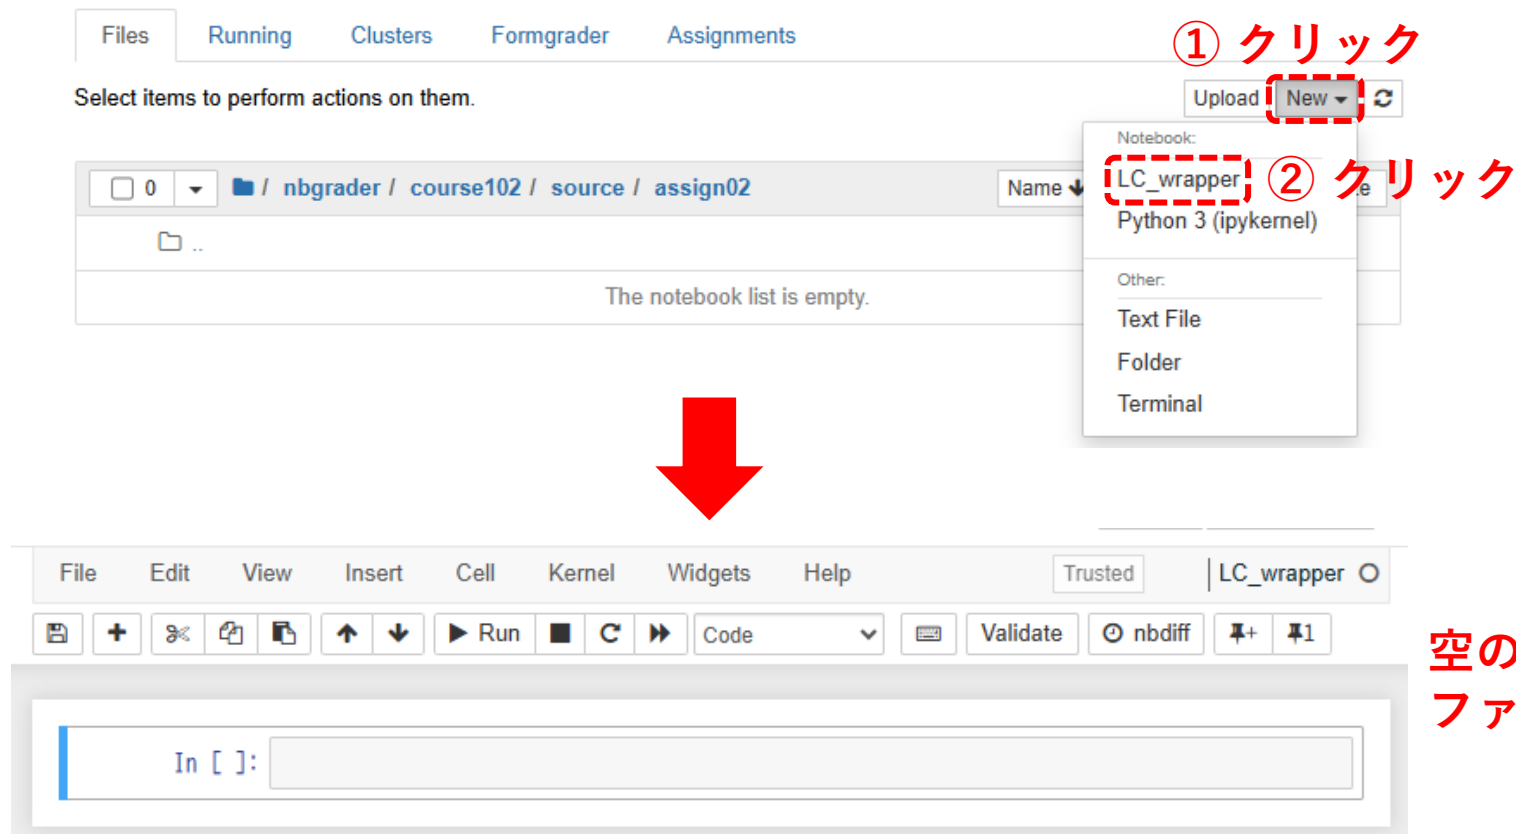 Files Running Clusters Formgrader Assignments
① クリック
Select items to perform actions on them.
Upload New
Notebook:
0 / nbgrader / course102 / source / assign02
Name
LC_wrapper
② クリック
Python 3 (ipykernel)
..
Other:
The notebook list is empty.
Text File
Folder
Terminal
File Edit View Insert Cell Kernel Widgets Help
Trusted
LC_wrapper
Run
Code
Validate
nbdiff
+
1
空の
ファ
In [ ]: